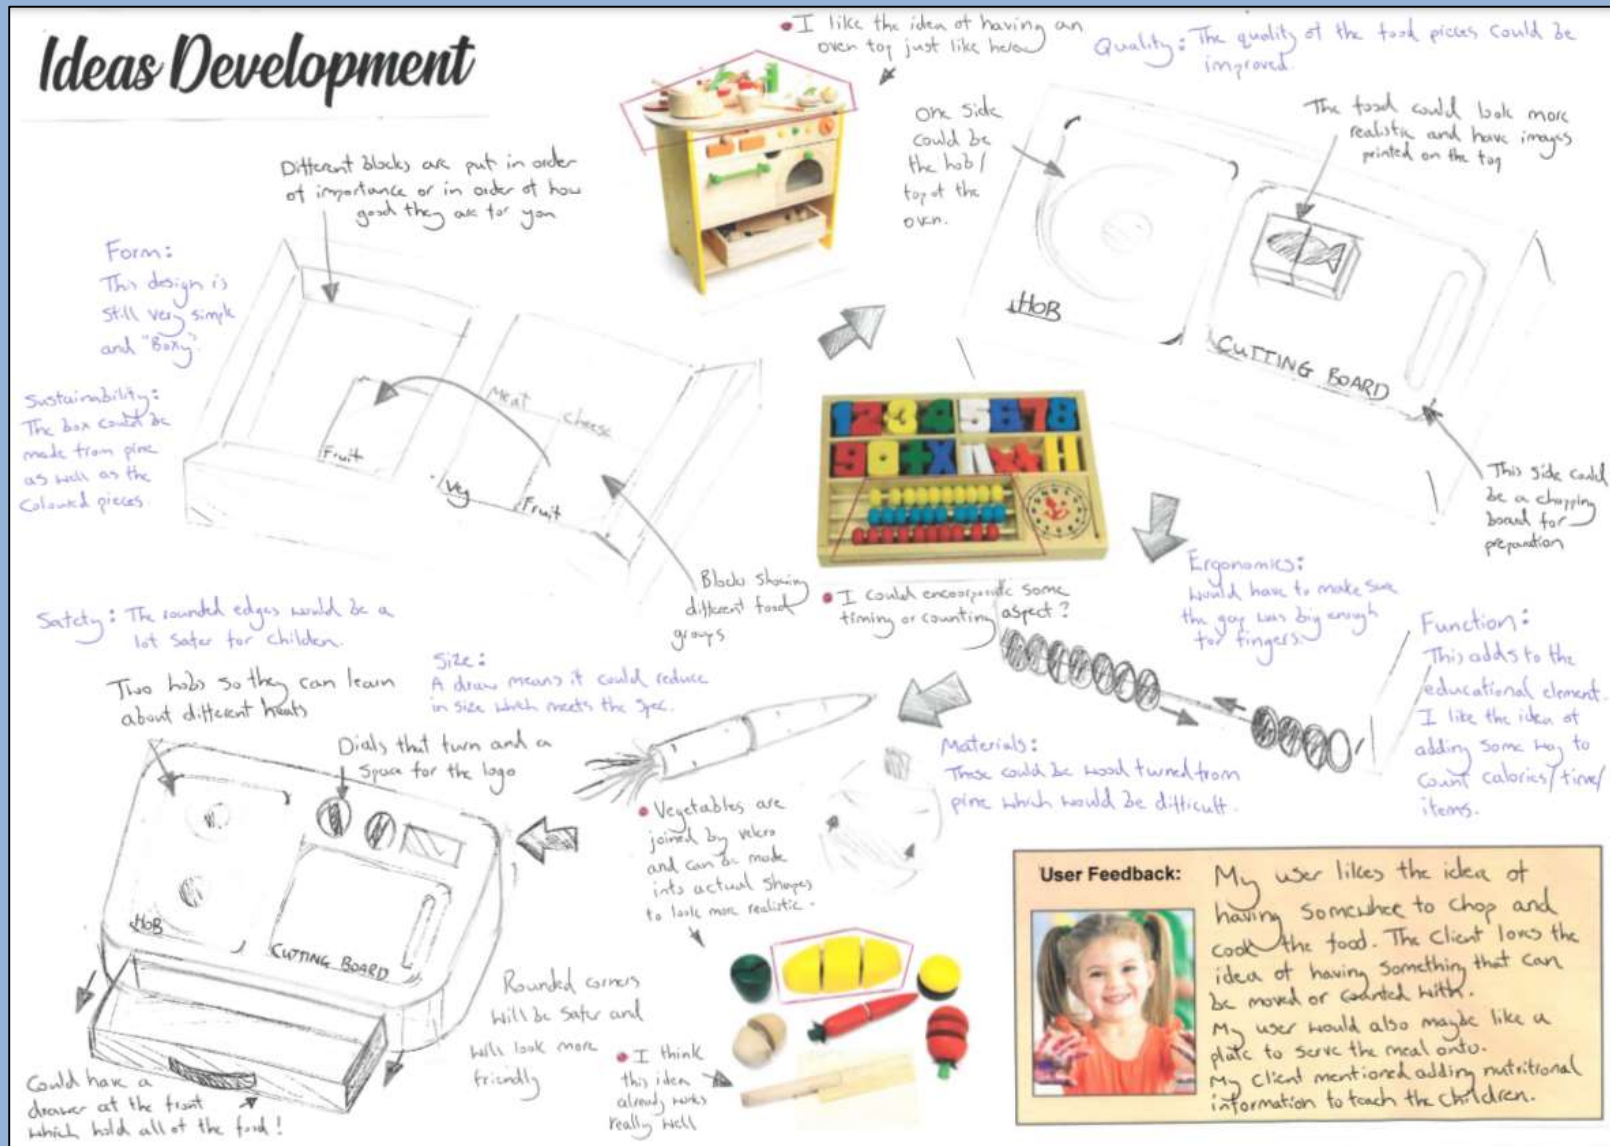 Ideas Development
• I like the idea of having an
oven top just like here
Quality: The quality of the food pieces could be
improved.
One side
could be
the hob/
top of the
oven.
The food could look more
realistic and have images
printed on the top
HOB
CUTTING BOARD
This side could
be a chopping
board for
preparation
Different blocks are put in order
of importance or in order of how
good they are for you
Form:
This design is
still very simple
and "Boxy".
Sustainability:
The box could be
made from pine
as well as the
coloured pieces.
Fruit
Meat
cheese
Veg
Fruit
Blocks showing
different food
groups
1 2 3 4 5 6 7 8
9 0 + X
• I could encoorporate some
timing or counting aspect?
Ergonomics:
Would have to make sure
the gap was big enough
for fingers.
Function:
This adds to the
educational element.
I like the idea of
adding some way to
count calories/time/
items.
Safety: The rounded edges would be a
lot safer for children.
Size:
A draw means it could reduce
in size which meets the spec.
Two hobs so they can learn
about different heats
Dials that turn and a
space for the logo
HOB
CUTTING BOARD
Could have a
drawer at the front
which hold all of the food!
Rounded corners
will be safer and
will look more
friendly
Materials:
These could be wood turned from
pine which would be difficult.
• Vegetables are
joined by velcro
and can be made
into actual shapes
to look more realistic.
• I think
this idea
already works
really well
User Feedback:
My user likes the idea of
having somewhere to chop and
cook the food. The client loves the
idea of having something that can
be moved or counted with.
My user would also maybe like a
plate to serve the meal onto.
My client mentioned adding nutritional
information to teach the children.